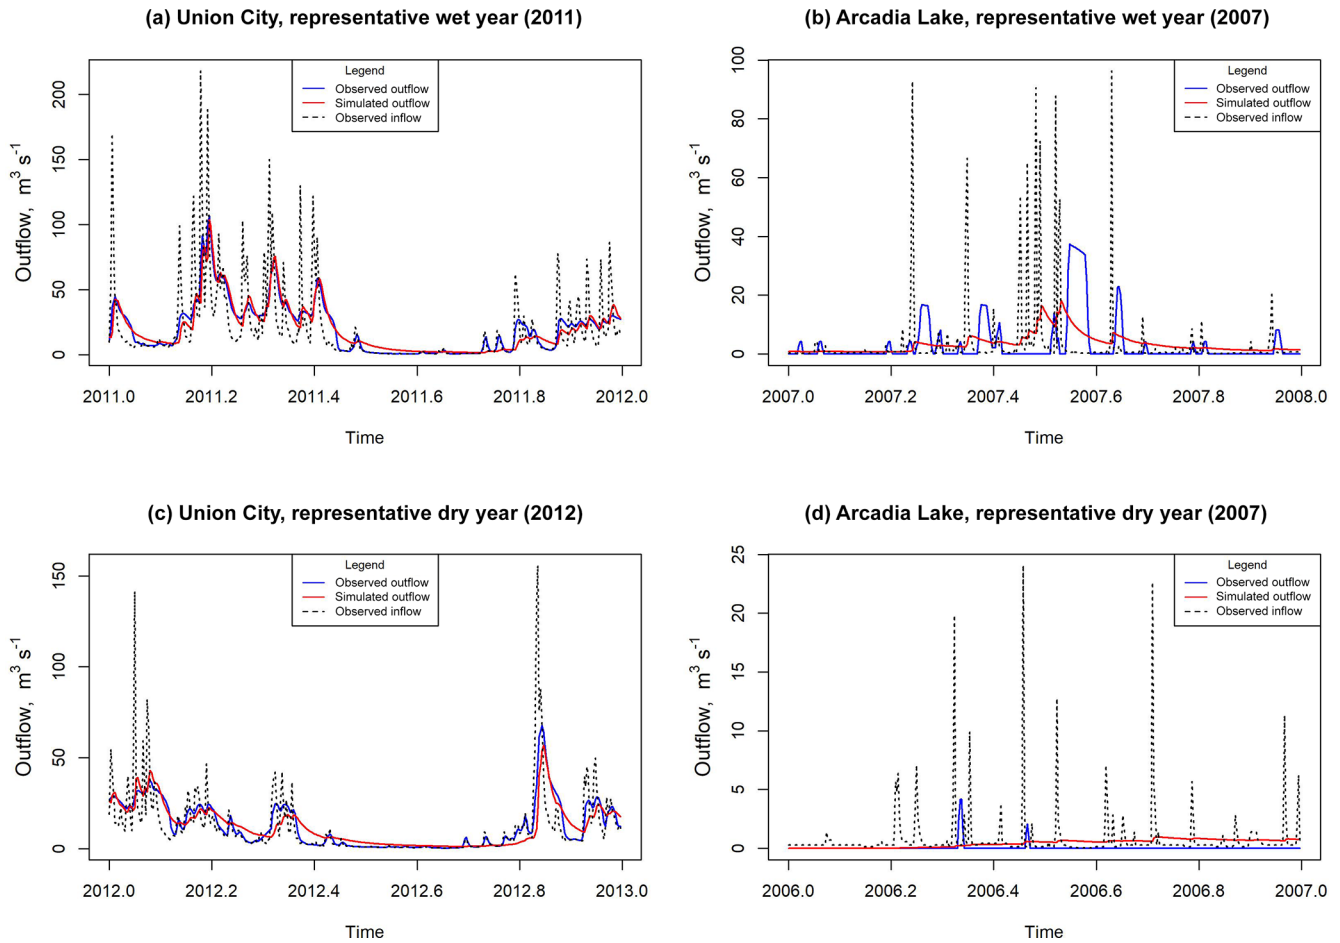 (a) Union City, representative wet year (2011)
Legend
Observed outflow
Simulated outflow
Observed inflow
Outflow, m³ s⁻¹
200
150
100
50
0
2011.0 2011.2 2011.4 2011.6 2011.8 2012.0
Time
(b) Arcadia Lake, representative wet year (2007)
Legend
Observed outflow
Simulated outflow
Observed inflow
Outflow, m³ s⁻¹
100
80
60
40
20
0
2007.0 2007.2 2007.4 2007.6 2007.8 2008.0
Time
(c) Union City, representative dry year (2012)
Legend
Observed outflow
Simulated outflow
Observed inflow
Outflow, m³ s⁻¹
150
100
50
0
2012.0 2012.2 2012.4 2012.6 2012.8 2013.0
Time
(d) Arcadia Lake, representative dry year (2007)
Legend
Observed outflow
Simulated outflow
Observed inflow
Outflow, m³ s⁻¹
25
20
15
10
5
0
2006.0 2006.2 2006.4 2006.6 2006.8 2007.0
Time